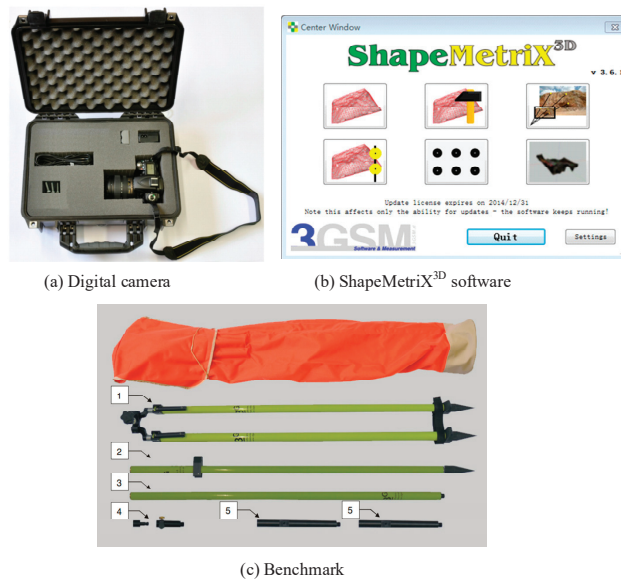 Center Window
ShapeMetriX3D
v 3.6.
Update license expires on 2014/12/31
Note this affects only the ability for updates - the software keeps running!
3GSM
Software & Measurement
Quit
Settings
(a) Digital camera
(b) ShapeMetriX3D software
1
2
3
4
5
5
(c) Benchmark